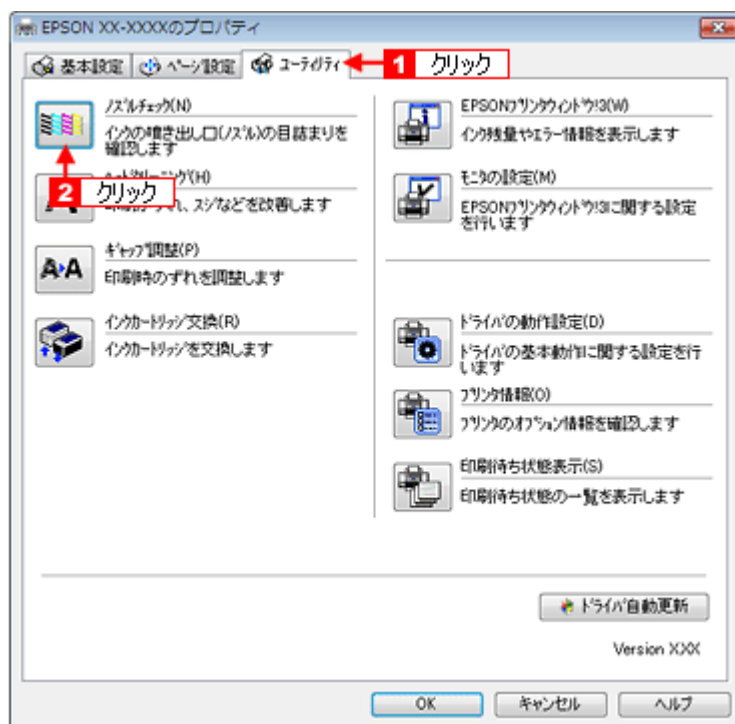 EPSON XX-XXXXのプロパティ
基本設定
ページ設定
ユーティリティ
1 クリック
ノズルチェック(N)
インクの噴き出し口(ノズル)の目詰まりを
確認します
2 クリック
グ(H)
、スジなどを改善します
ギャップ調整(P)
印刷時のずれを調整します
インクカートリッジ交換(R)
インクカートリッジを交換します
EPSONプリンタウィンドウ!3(W)
インク残量やエラー情報を表示します
モニタの設定(M)
EPSONプリンタウィンドウ!3に関する設定
を行います
ドライバの動作設定(D)
ドライバの基本動作に関する設定を行
います
プリンタ情報(O)
プリンタのオプション情報を確認します
印刷待ち状態表示(S)
印刷待ち状態の一覧を表示します
ドライバ自動更新
Version X.XX
OK
キャンセル
ヘルプ